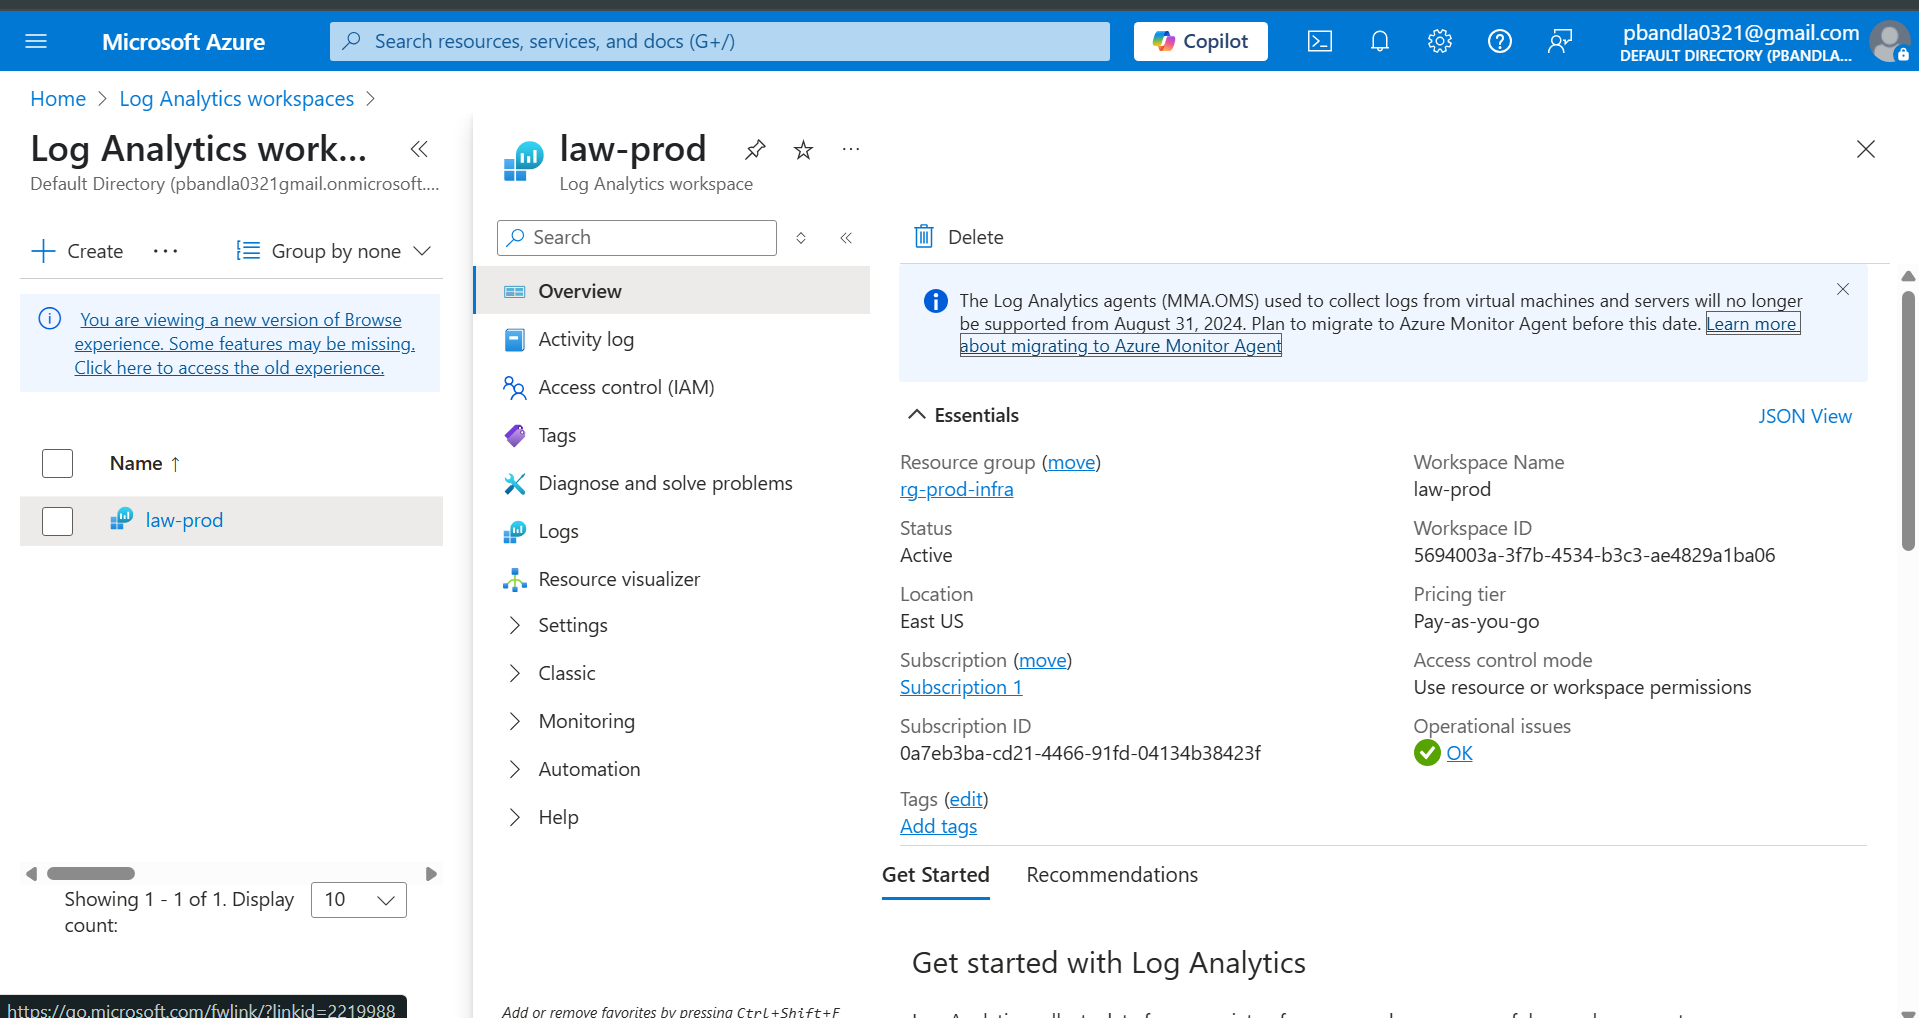 Microsoft Azure
Search resources, services, and docs (G+/)
Copilot
pbandla0321@gmail.com
DEFAULT DIRECTORY (PBANDLA...
Home
Log Analytics workspaces
Log Analytics work...
Default Directory (pbandla0321gmail.onmicrosoft....
Create
Group by none
You are viewing a new version of Browse
experience. Some features may be missing.
Click here to access the old experience.
Name ↑
law-prod
Showing 1 - 1 of 1. Display
count:
10
https://go.microsoft.com/fwlink/?linkid=2219988
law-prod
Log Analytics workspace
Search
Overview
Activity log
Access control (IAM)
Tags
Diagnose and solve problems
Logs
Resource visualizer
Settings
Classic
Monitoring
Automation
Help
Add or remove favorites by pressing Ctrl+Shift+F
Delete
The Log Analytics agents (MMA.OMS) used to collect logs from virtual machines and servers will no longer
be supported from August 31, 2024. Plan to migrate to Azure Monitor Agent before this date. Learn more
about migrating to Azure Monitor Agent
Essentials
JSON View
Resource group (move)
rg-prod-infra
Status
Active
Location
East US
Subscription (move)
Subscription 1
Subscription ID
0a7eb3ba-cd21-4466-91fd-04134b38423f
Tags (edit)
Add tags
Workspace Name
law-prod
Workspace ID
5694003a-3f7b-4534-b3c3-ae4829a1ba06
Pricing tier
Pay-as-you-go
Access control mode
Use resource or workspace permissions
Operational issues
OK
Get Started
Recommendations
Get started with Log Analytics